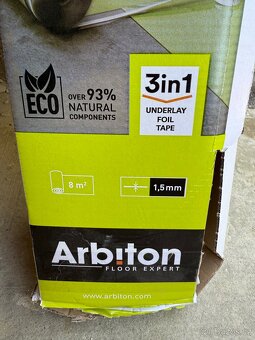 ECO
OVER 93%
NATURAL
COMPONENTS
3in1
UNDERLAY
FOIL
TAPE
8 m²
1,5mm
Arbiton
FLOOR EXPERT
www.arbiton.com